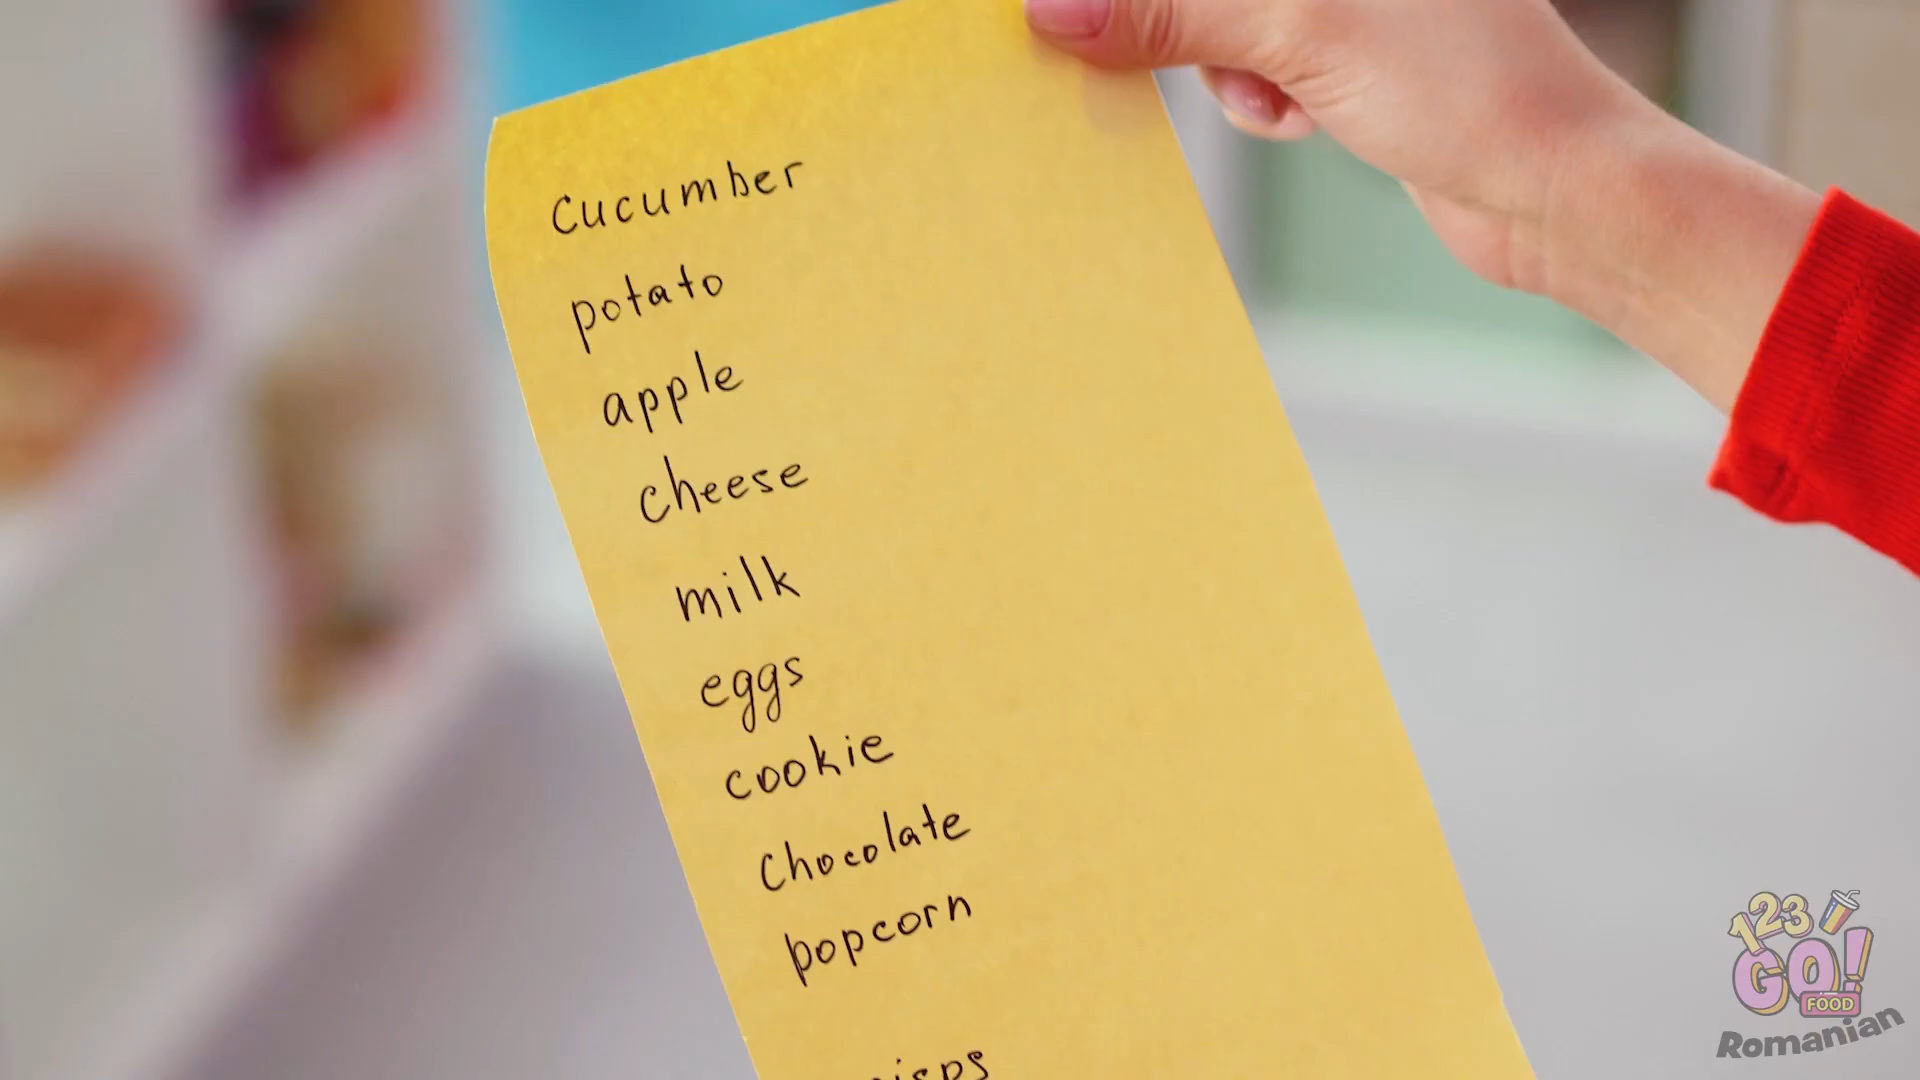 cucumber
potato
apple
cheese
milk
eggs
cookie
chocolate
popcorn
123
GO!
FOOD
Romanian